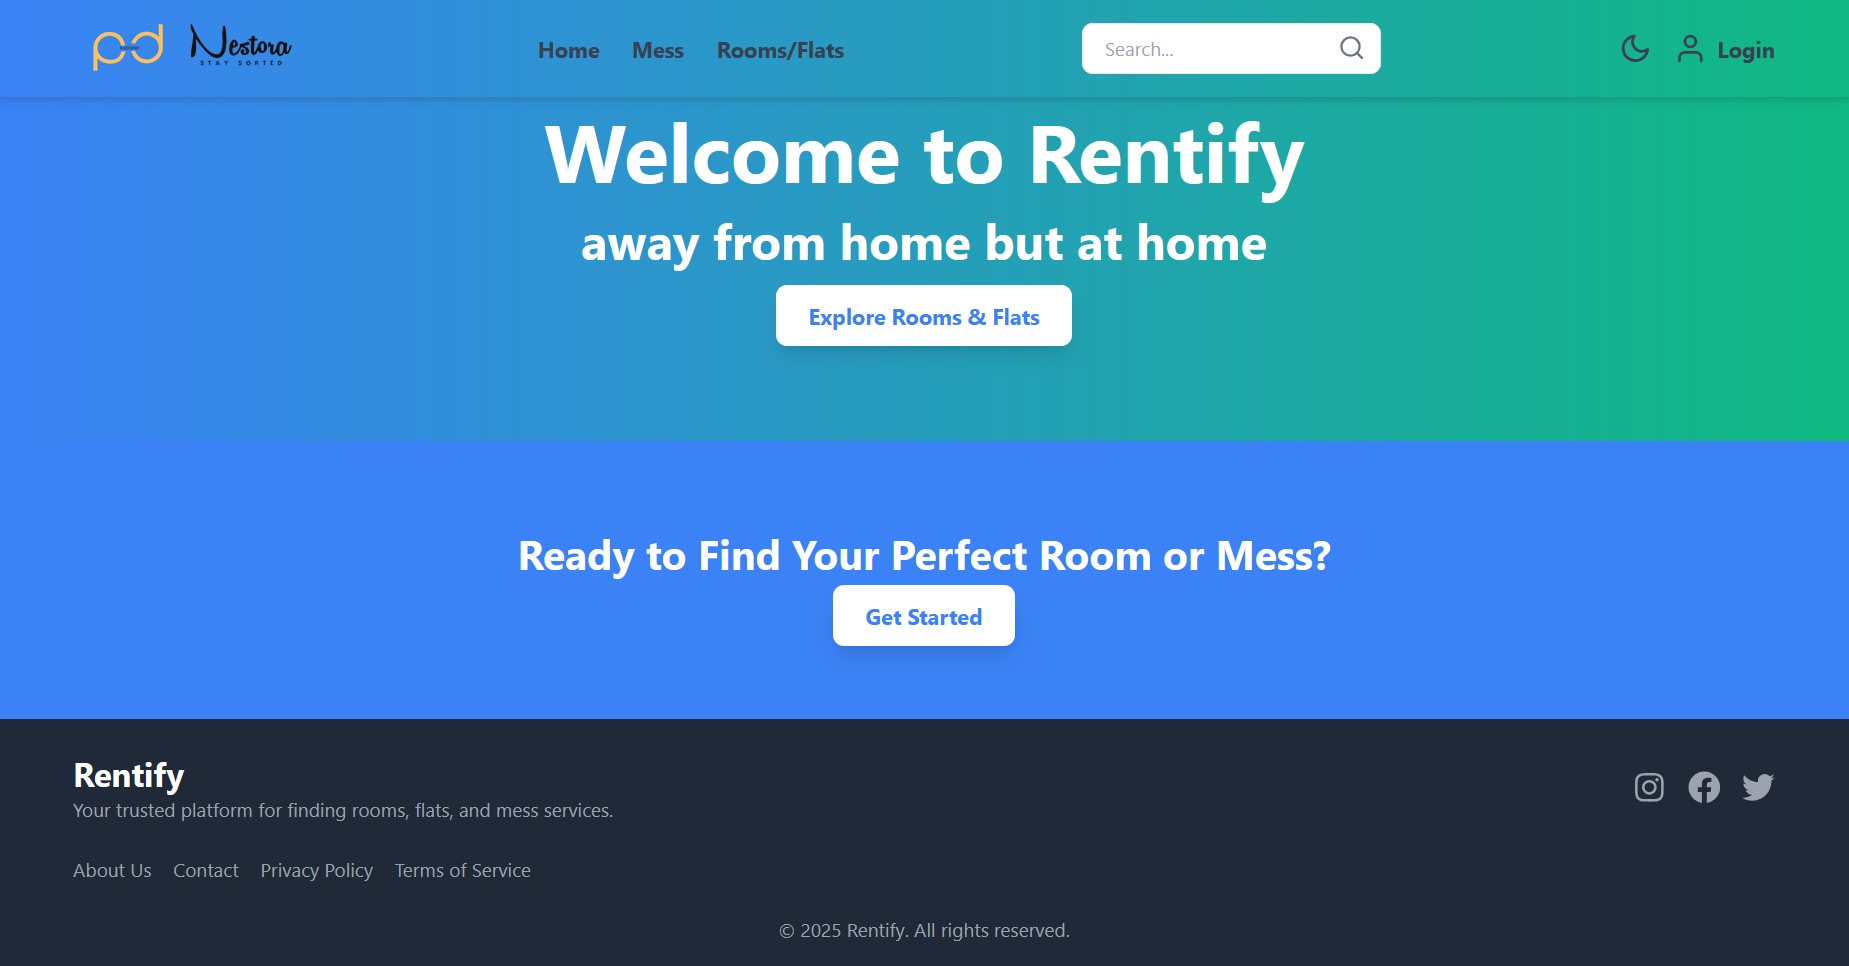 pd
Nestora
STAY SORTED
Home
Mess
Rooms/Flats
Search...
Login
Welcome to Rentify
away from home but at home
Explore Rooms & Flats
Ready to Find Your Perfect Room or Mess?
Get Started
Rentify
Your trusted platform for finding rooms, flats, and mess services.
About Us
Contact
Privacy Policy
Terms of Service
© 2025 Rentify. All rights reserved.